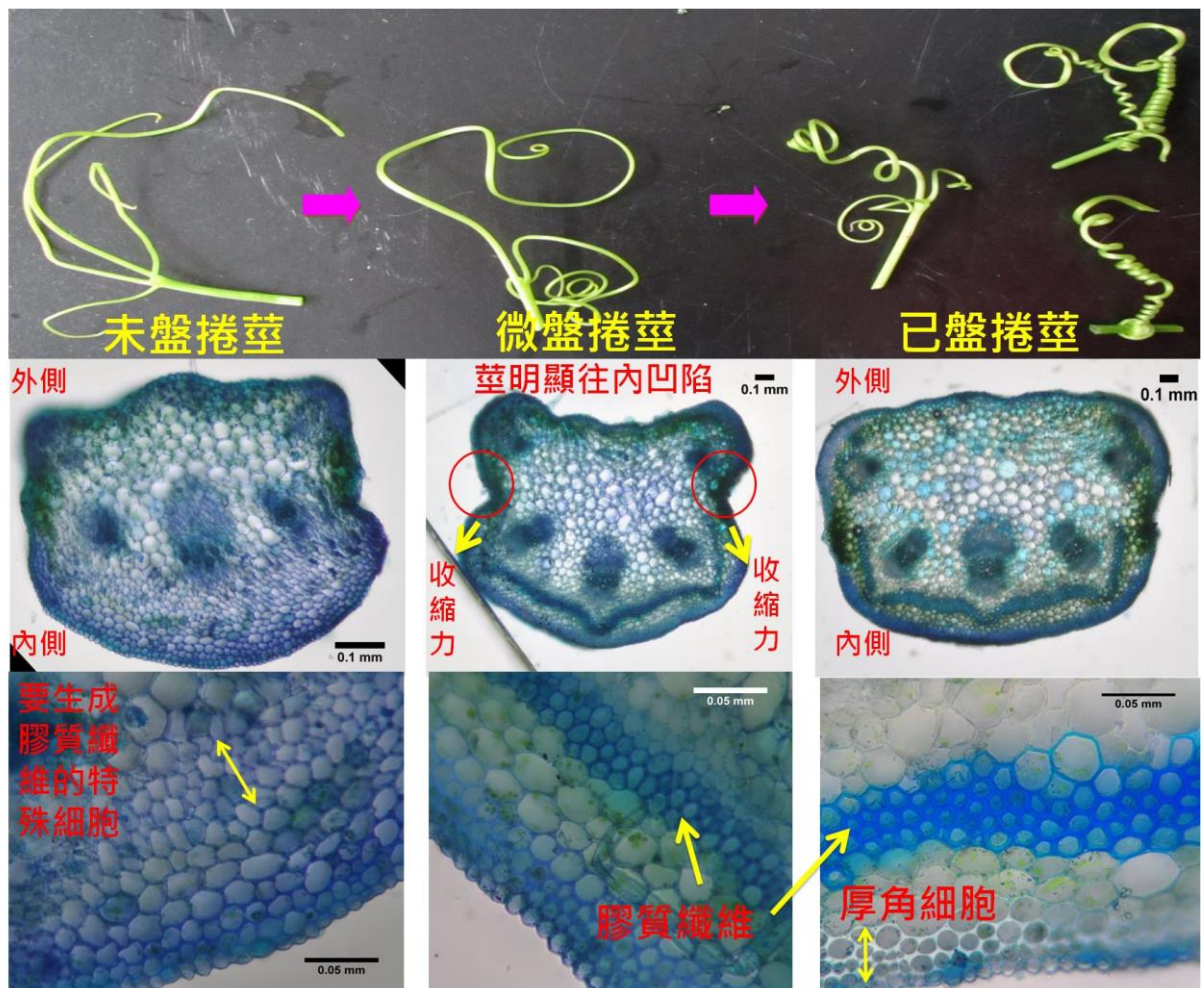 未盤捲莖
微盤捲莖
已盤捲莖
外側
內側
0.1 mm
莖明顯往內凹陷
0.1 mm
收
縮
力
收
縮
力
外側
0.1 mm
內側
要生成
膠質纖
維的特
殊細胞
0.05 mm
0.05 mm
膠質纖維
0.05 mm
厚角細胞